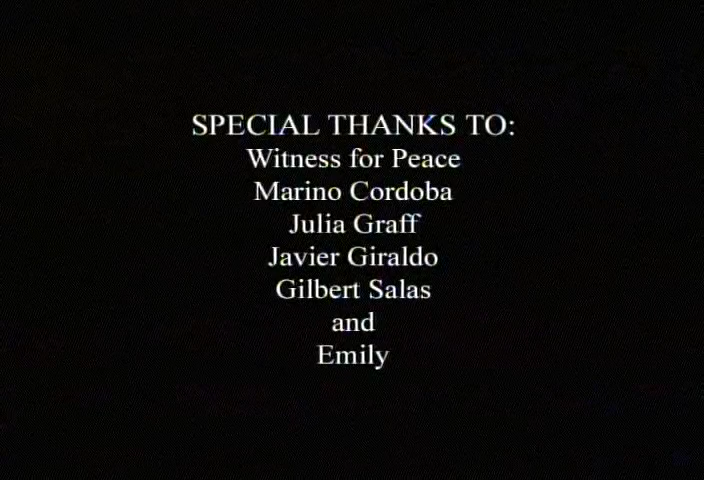 SPECIAL THANKS TO:
Witness for Peace
Marino Cordoba
Julia Graff
Javier Giraldo
Gilbert Salas
and
Emily